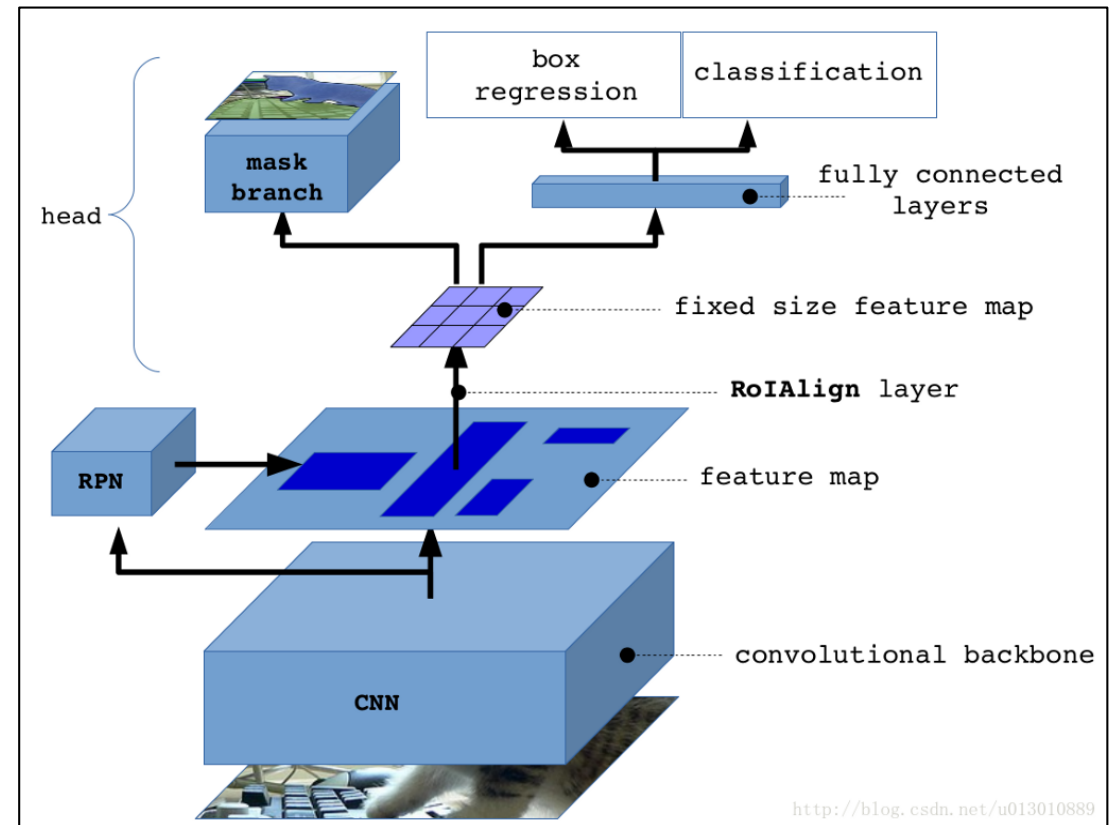 box
regression
classification
mask
branch
fully connected
layers
head
fixed size feature map
RoIAlign layer
RPN
feature map
convolutional backbone
CNN
http://blog.csdn.net/u013010889